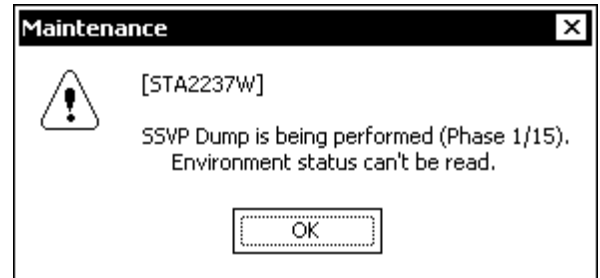 Maintenance
[STA2237W]
SSVP Dump is being performed (Phase 1/15).
Environment status can't be read.
OK